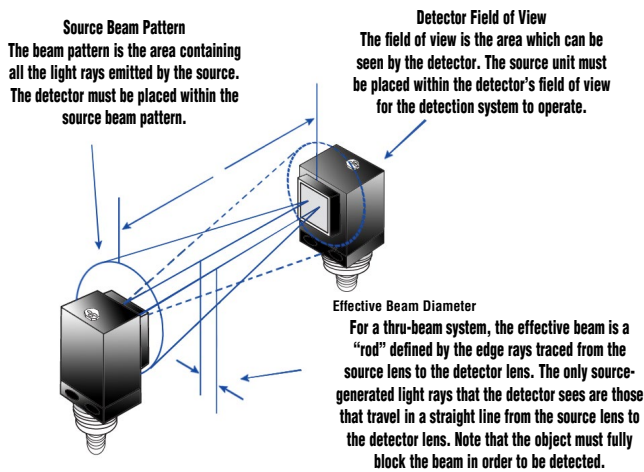 Source Beam Pattern
The beam pattern is the area containing
all the light rays emitted by the source.
The detector must be placed within the
source beam pattern.
Detector Field of View
The field of view is the area which can be
seen by the detector. The source unit must
be placed within the detector’s field of view
for the detection system to operate.
Effective Beam Diameter
For a thru-beam system, the effective beam is a
“rod” defined by the edge rays traced from the
source lens to the detector lens. The only source-
generated light rays that the detector sees are those
that travel in a straight line from the source lens to
the detector lens. Note that the object must fully
block the beam in order to be detected.